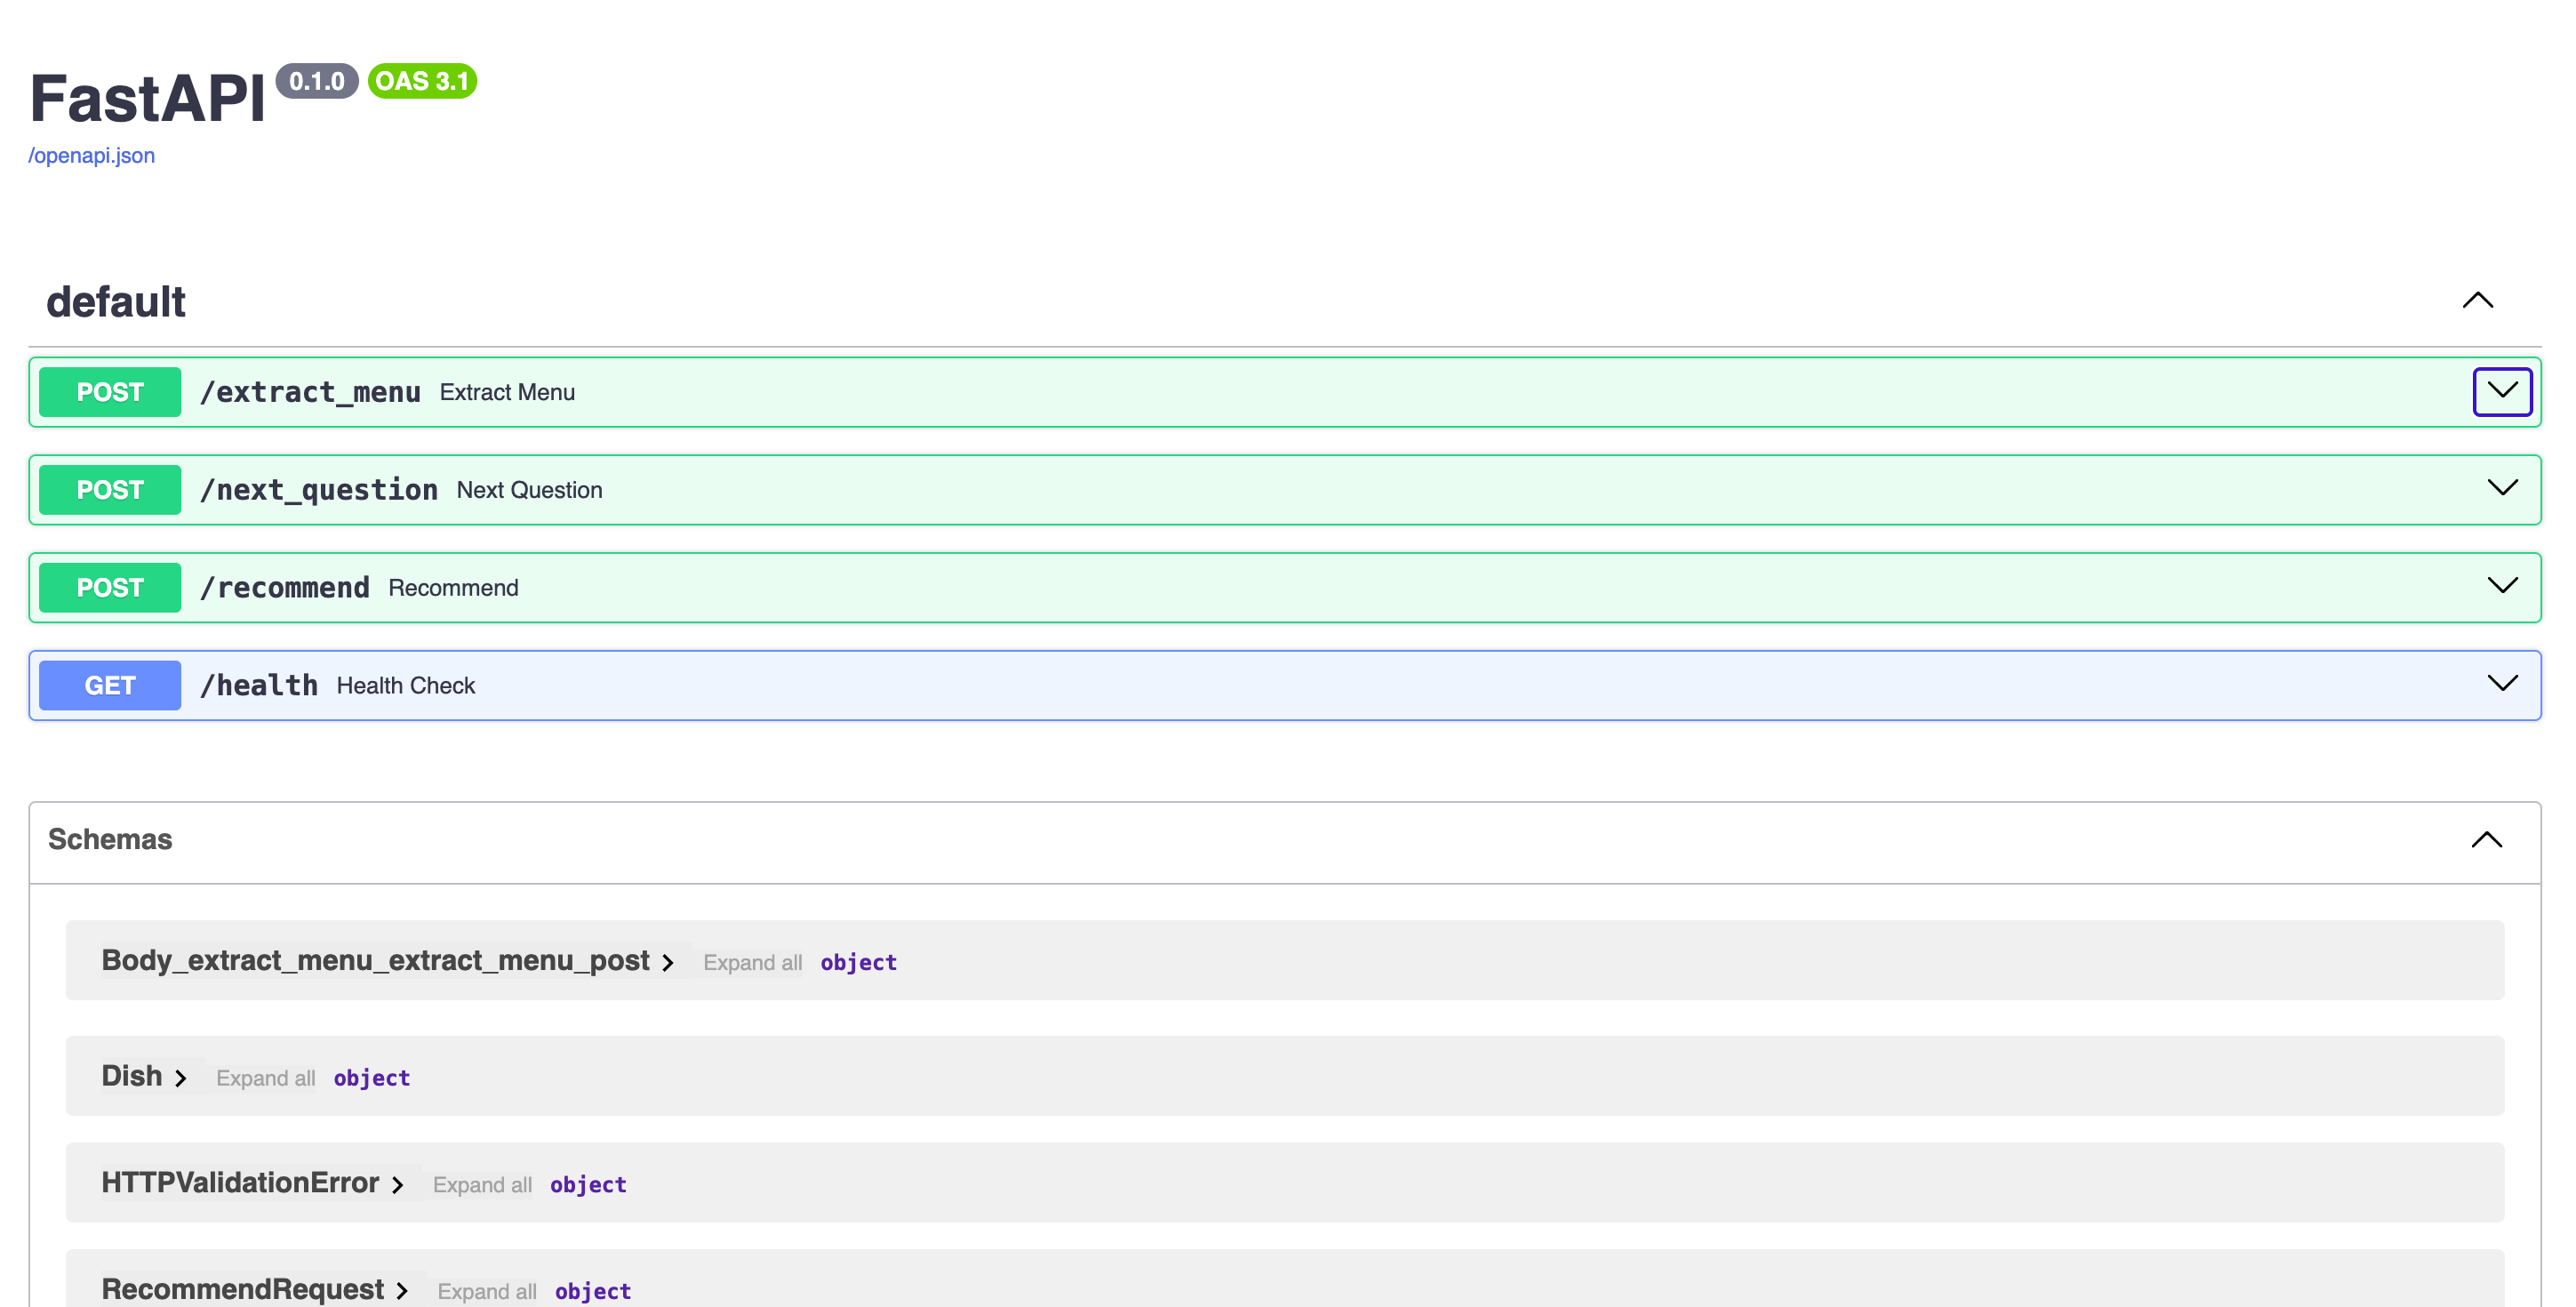 FastAPI 0.1.0 OAS 3.1
/openapi.json
default
POST /extract_menu Extract Menu
POST /next_question Next Question
POST /recommend Recommend
GET /health Health Check
Schemas
Body_extract_menu_extract_menu_post Expand all object
Dish Expand all object
HTTPValidationError Expand all object
RecommendRequest Expand all object